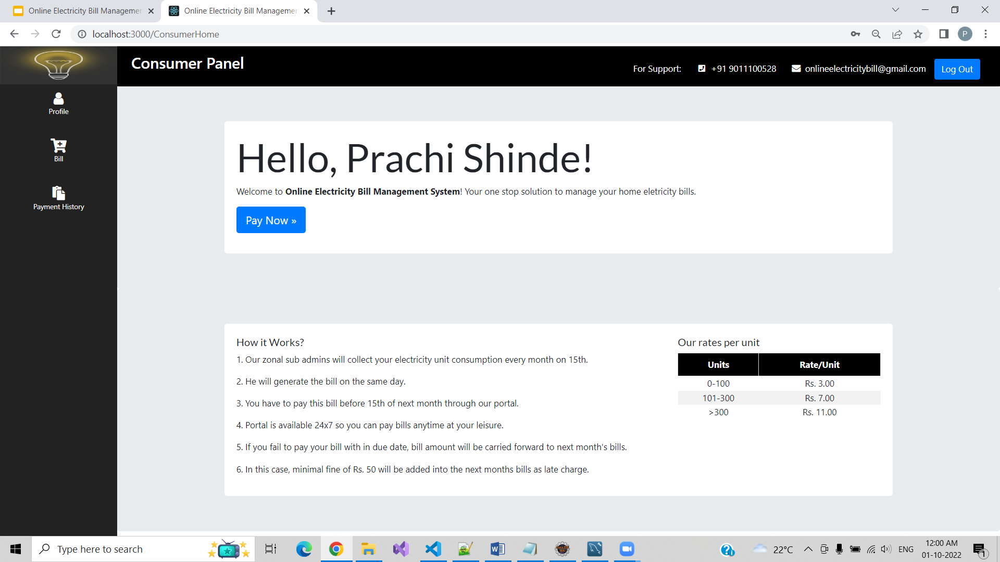 Online Electricity Bill Managemen
Online Electricity Bill Managemen
localhost:3000/ConsumerHome
P
Consumer Panel
For Support: +91 9011100528 onlineelectricitybill@gmail.com Log Out
Profile
Bill
Payment History
Hello, Prachi Shinde!
Welcome to Online Electricity Bill Management System! Your one stop solution to manage your home eletricity bills.
Pay Now »
How it Works?
1. Our zonal sub admins will collect your electricity unit consumption every month on 15th.
2. He will generate the bill on the same day.
3. You have to pay this bill before 15th of next month through our portal.
4. Portal is available 24x7 so you can pay bills anytime at your leisure.
5. If you fail to pay your bill with in due date, bill amount will be carried forward to next month's bills.
6. In this case, minimal fine of Rs. 50 will be added into the next months bills as late charge.
Our rates per unit
Units Rate/Unit
0-100 Rs. 3.00
101-300 Rs. 7.00
>300 Rs. 11.00
Type here to search
22°C
ENG
12:00 AM
01-10-2022
1